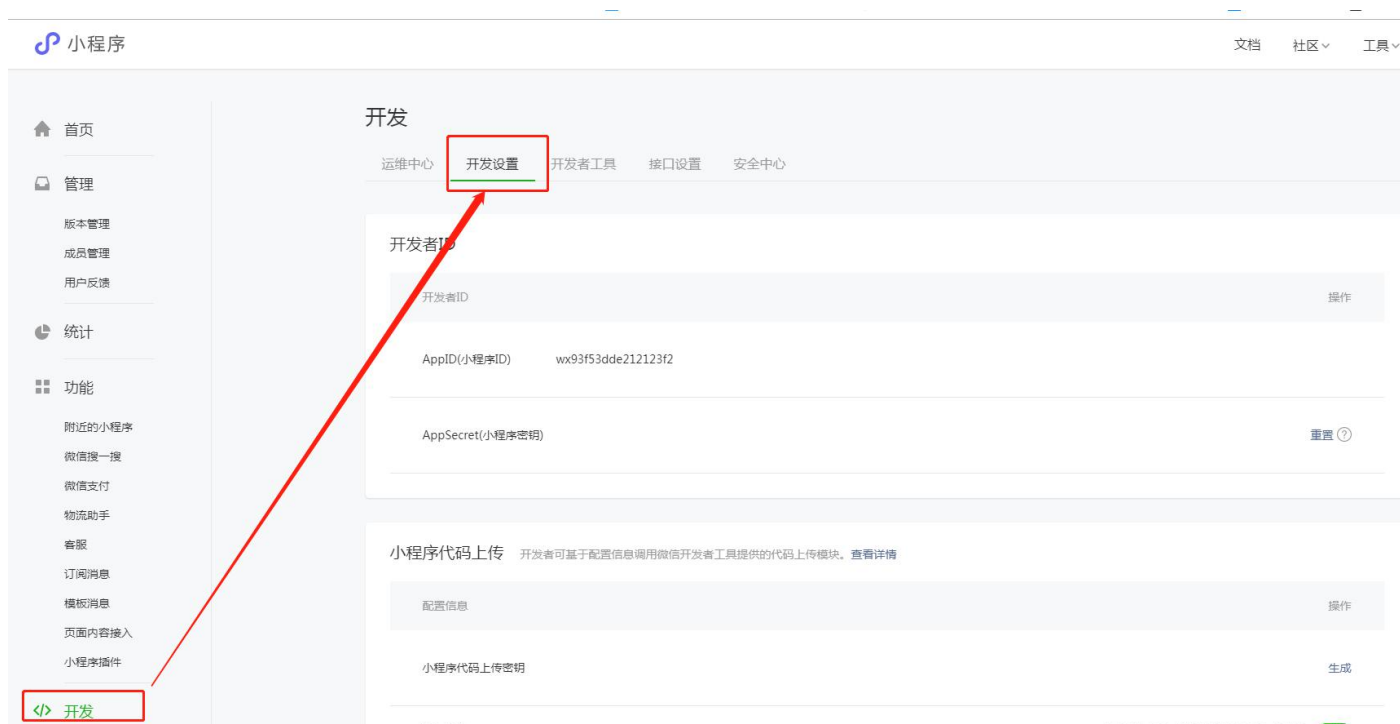 小程序
文档 社区 工具
首页
管理
版本管理
成员管理
用户反馈
统计
功能
附近的小程序
微信搜一搜
微信支付
物流助手
客服
订阅消息
模板消息
页面内容接入
小程序插件
开发
开发
运维中心 开发设置 开发者工具 接口设置 安全中心
开发者ID
开发者ID 操作
AppID(小程序ID) wx93f53dde212123f2
AppSecret(小程序密钥) 重置
小程序代码上传 开发者可基于配置信息调用微信开发者工具提供的代码上传模块。查看详情
配置信息 操作
小程序代码上传密钥 生成